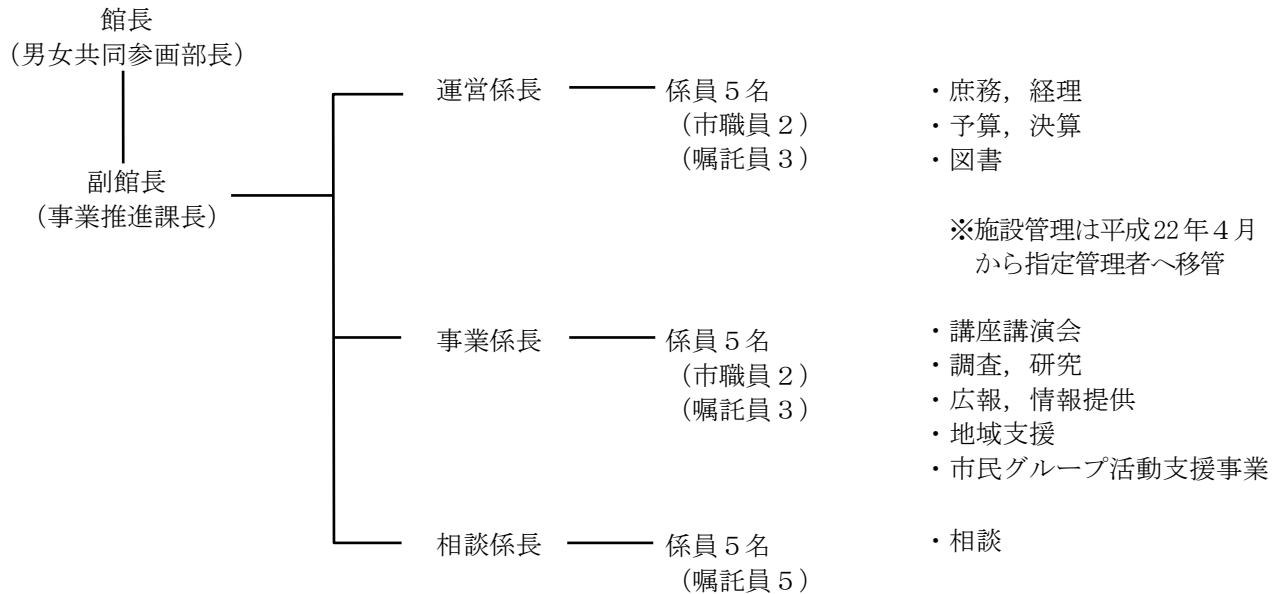 館長
（男女共同参画部長）
副館長
（事業推進課長）
運営係長
係員５名
（市職員２）
（嘱託員３）
・庶務，経理
・予算，決算
・図書
※施設管理は平成22年４月
から指定管理者へ移管
事業係長
係員５名
（市職員２）
（嘱託員３）
・講座講演会
・調査，研究
・広報，情報提供
・地域支援
・市民グループ活動支援事業
相談係長
係員５名
（嘱託員５）
・相談